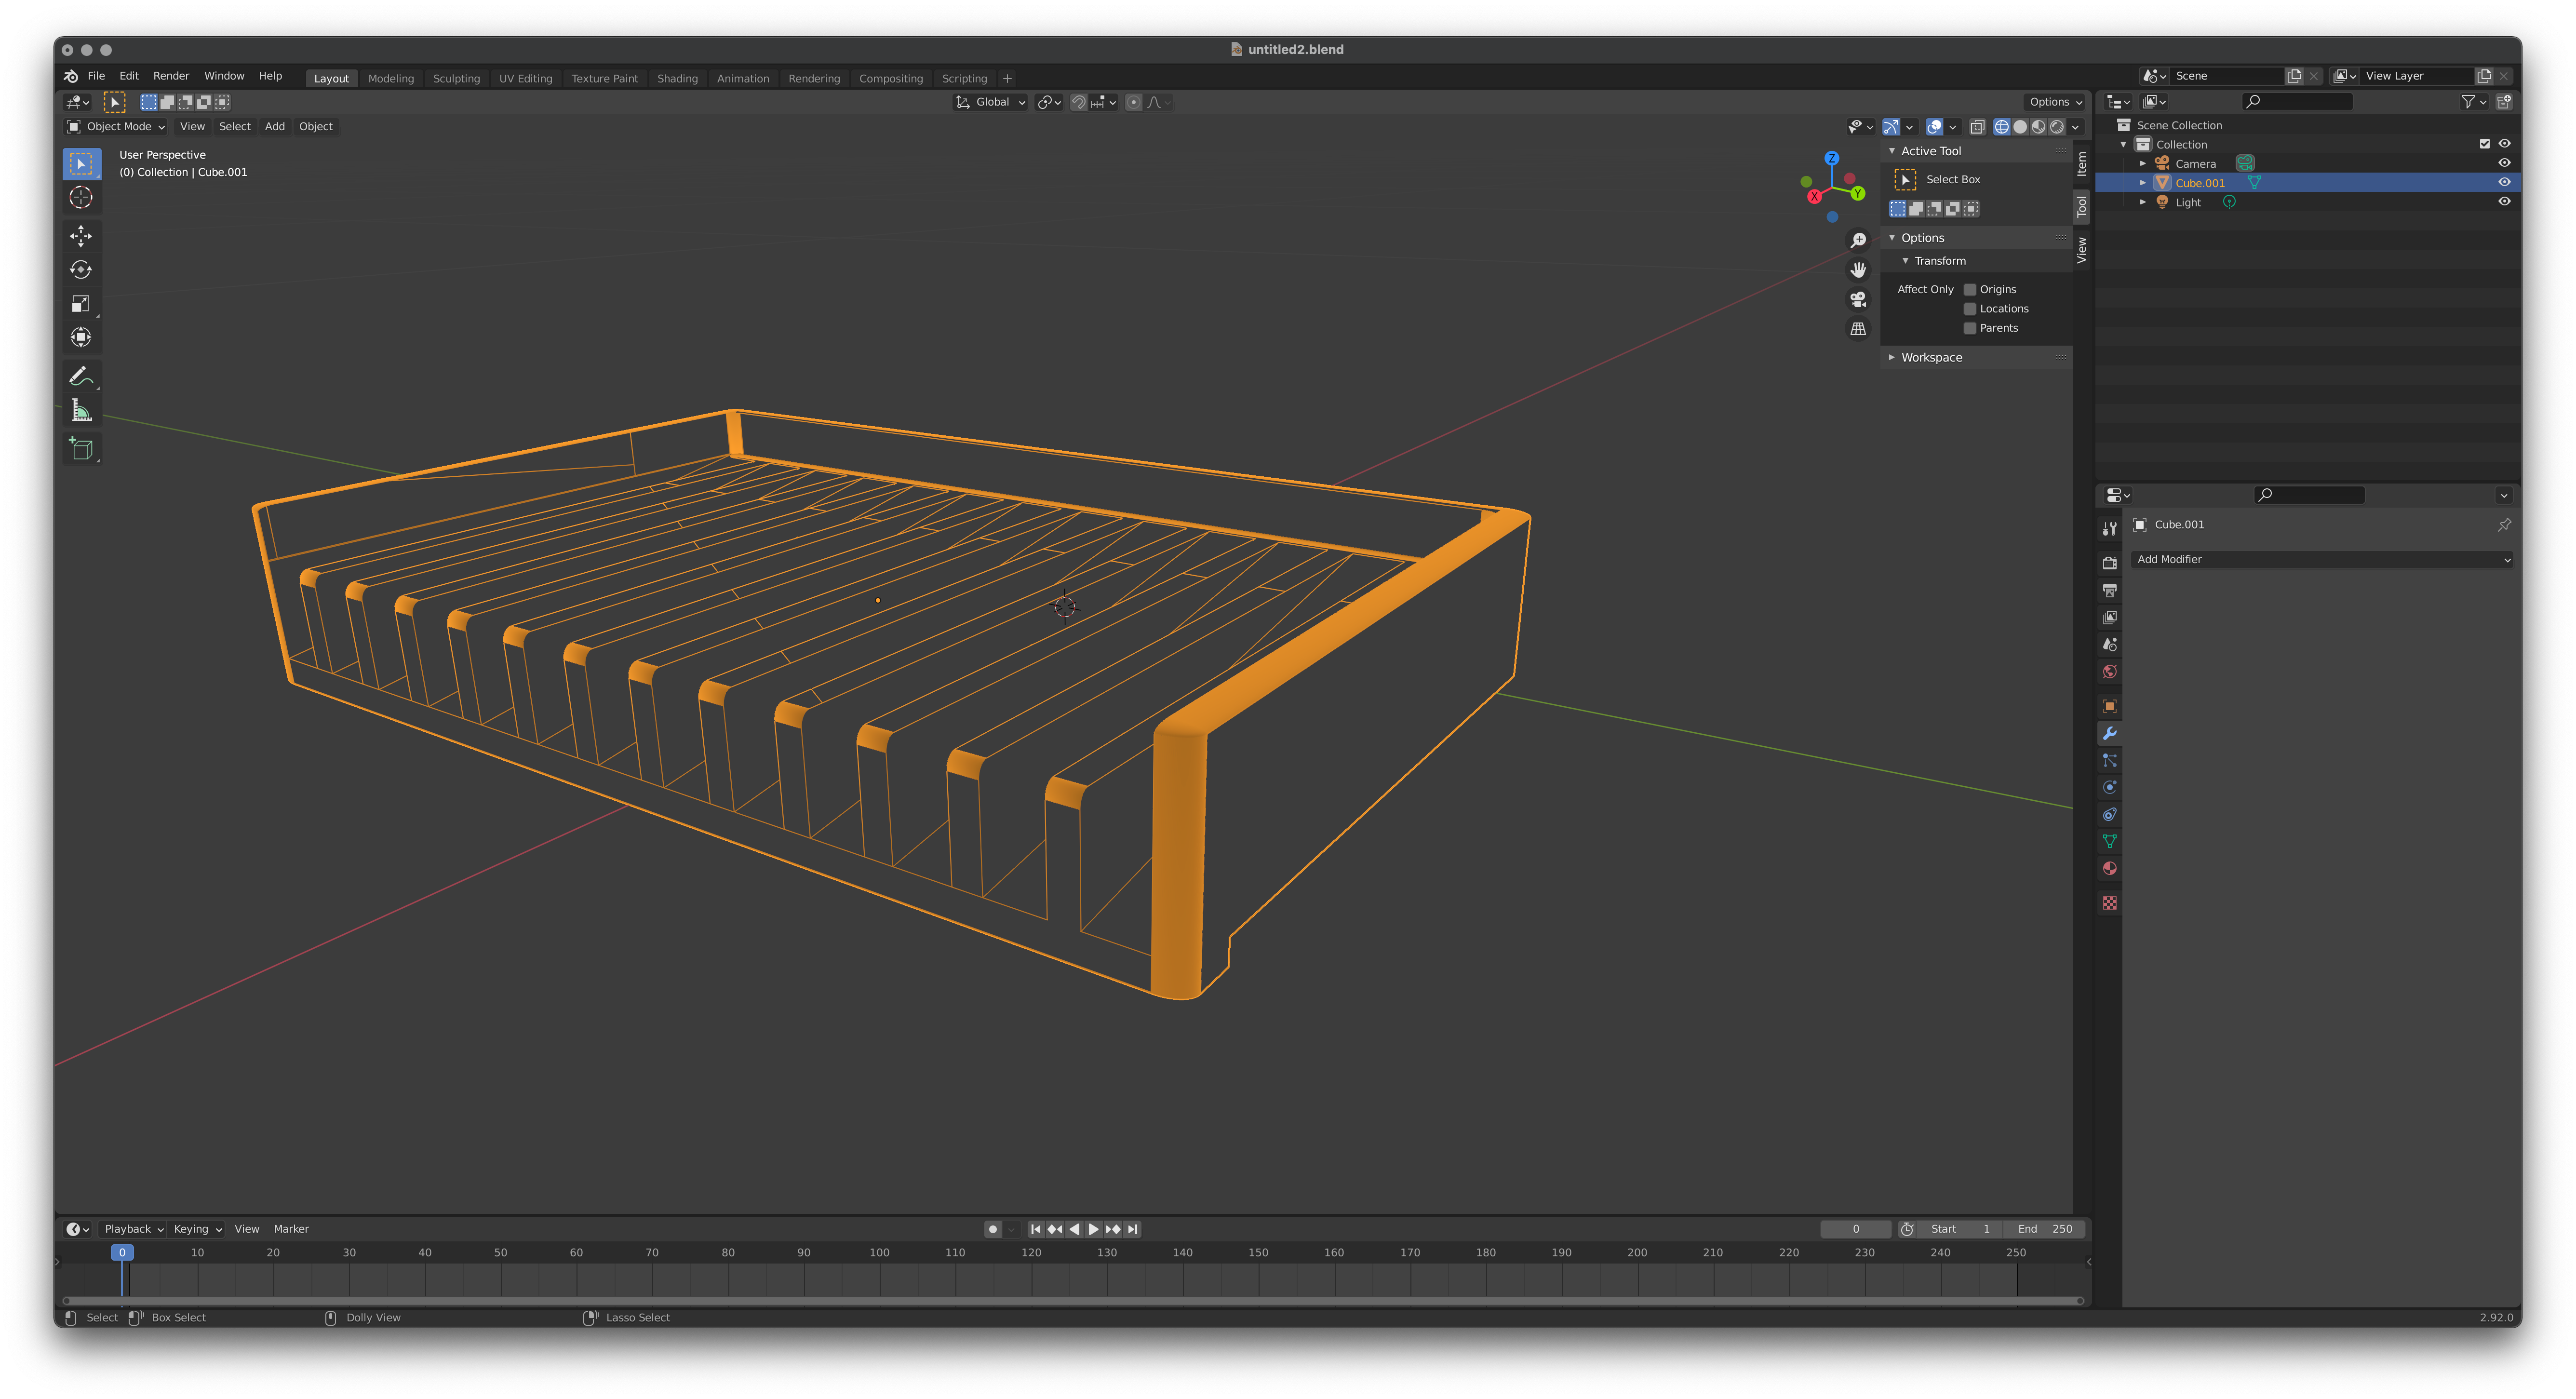 untitled2.blend
File Edit Render Window Help Layout Modeling Sculpting UV Editing Texture Paint Shading Animation Rendering Compositing Scripting + Scene View Layer
Global Options
Object Mode View Select Add Object
User Perspective
(0) Collection | Cube.001
Z
X
Y
Active Tool
Select Box
Options
Transform
Affect Only Origins
Locations
Parents
Workspace
Item
Tool
View
Scene Collection
Collection
Camera
Cube.001
Light
Cube.001
Add Modifier
Playback Keying View Marker 0 Start 1 End 250
0 10 20 30 40 50 60 70 80 90 100 110 120 130 140 150 160 170 180 190 200 210 220 230 240 250
Select Box Select Dolly View Lasso Select 2.92.0